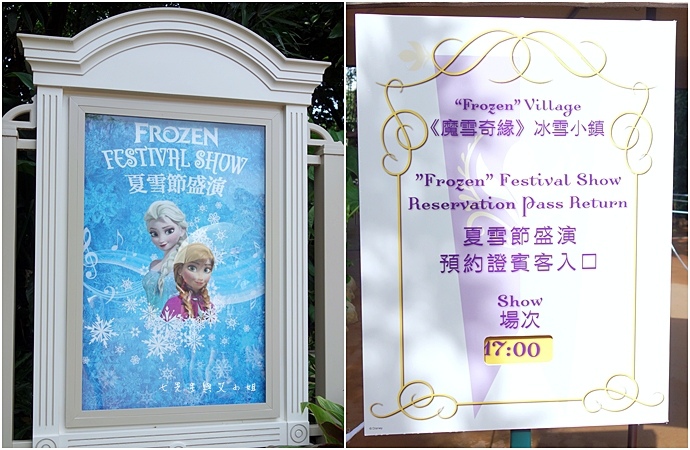 FROZEN
FESTIVAL SHOW
夏雪節盛演
"Frozen" Village
《魔雪奇緣》冰雪小鎮
"Frozen" Festival Show
Reservation Pass Return
夏雪節盛演
預約證賓客入口
Show
場次
17:00